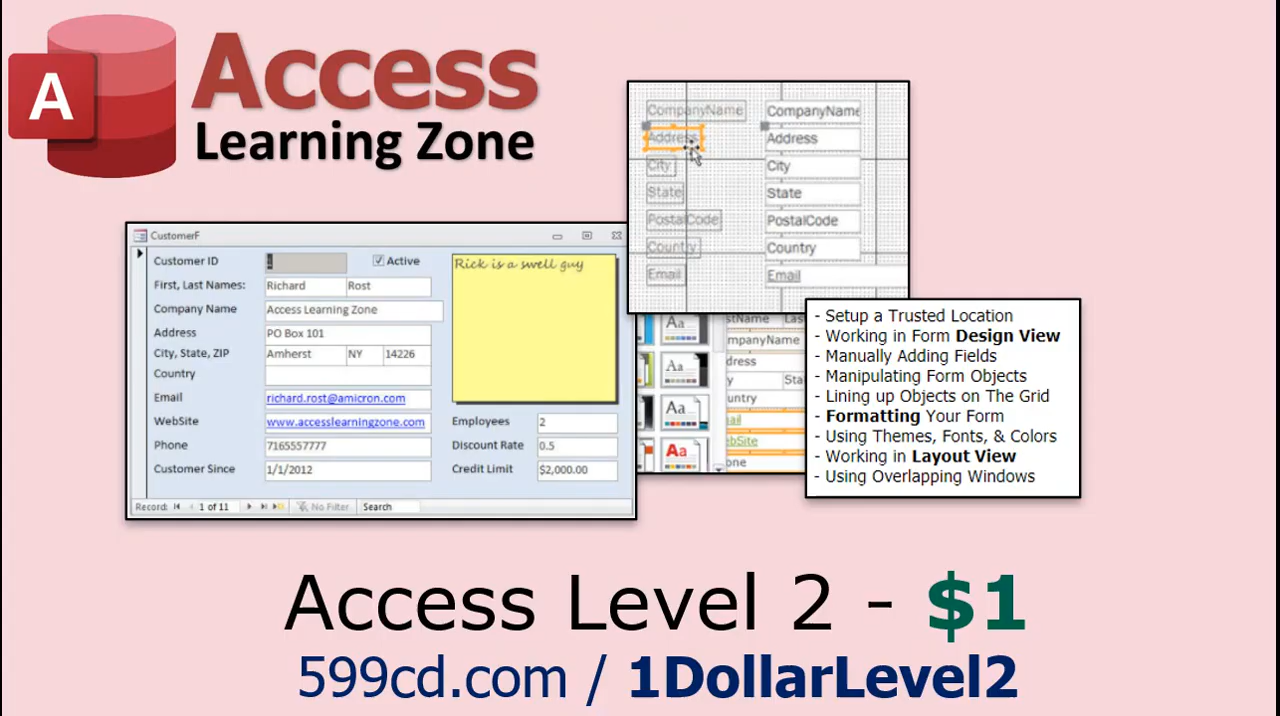 A
Access
Learning Zone
CompanyName CompanyName
Address Address
City City
State State
PostalCode PostalCode
Country Country
Email Email
CustomerF
Customer ID Active
First, Last Names: Richard Rost
Company Name Access Learning Zone
Address PO Box 101
City, State, ZIP Amherst NY 14226
Country
Email richard.rost@amicron.com
WebSite www.accesslearningzone.com
Phone 7165557777
Customer Since 1/1/2012
Rick is a swell guy
Employees 2
Discount Rate 0.5
Credit Limit $2,000.00
Record: 1 of 11 No Filter Search
Aa
Aa
Aa
Aa
- Setup a Trusted Location
- Working in Form Design View
- Manually Adding Fields
- Manipulating Form Objects
- Lining up Objects on The Grid
- Formatting Your Form
- Using Themes, Fonts, & Colors
- Working in Layout View
- Using Overlapping Windows
Access Level 2 - $1
599cd.com / 1DollarLevel2